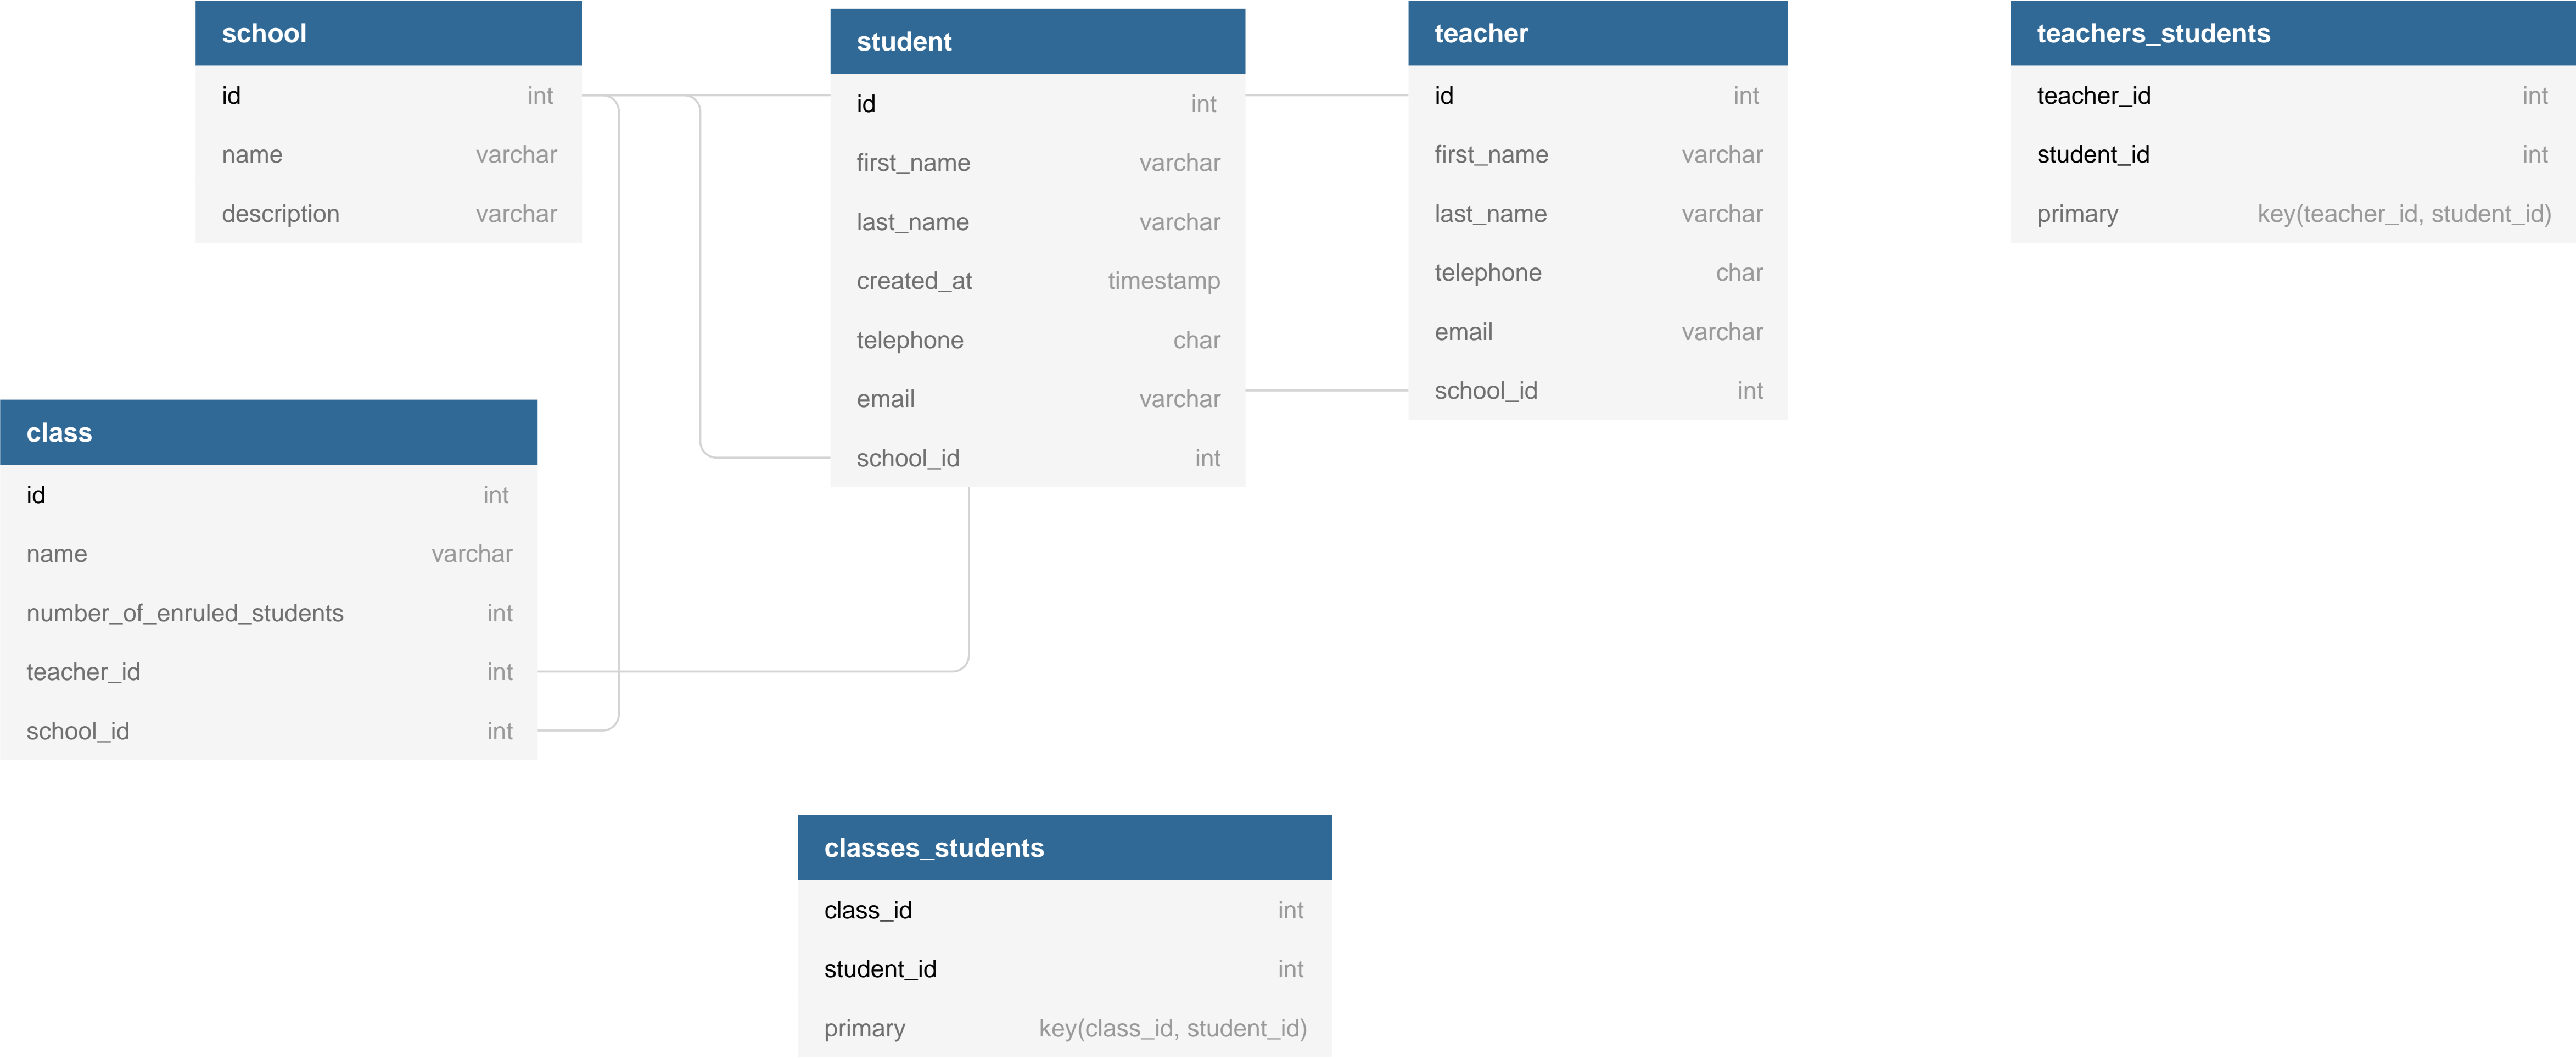 school
id int
name varchar
description varchar
student
id int
first_name varchar
last_name varchar
created_at timestamp
telephone char
email varchar
school_id int
teacher
id int
first_name varchar
last_name varchar
telephone char
email varchar
school_id int
teachers_students
teacher_id int
student_id int
primary key(teacher_id, student_id)
class
id int
name varchar
number_of_enruled_students int
teacher_id int
school_id int
classes_students
class_id int
student_id int
primary key(class_id, student_id)